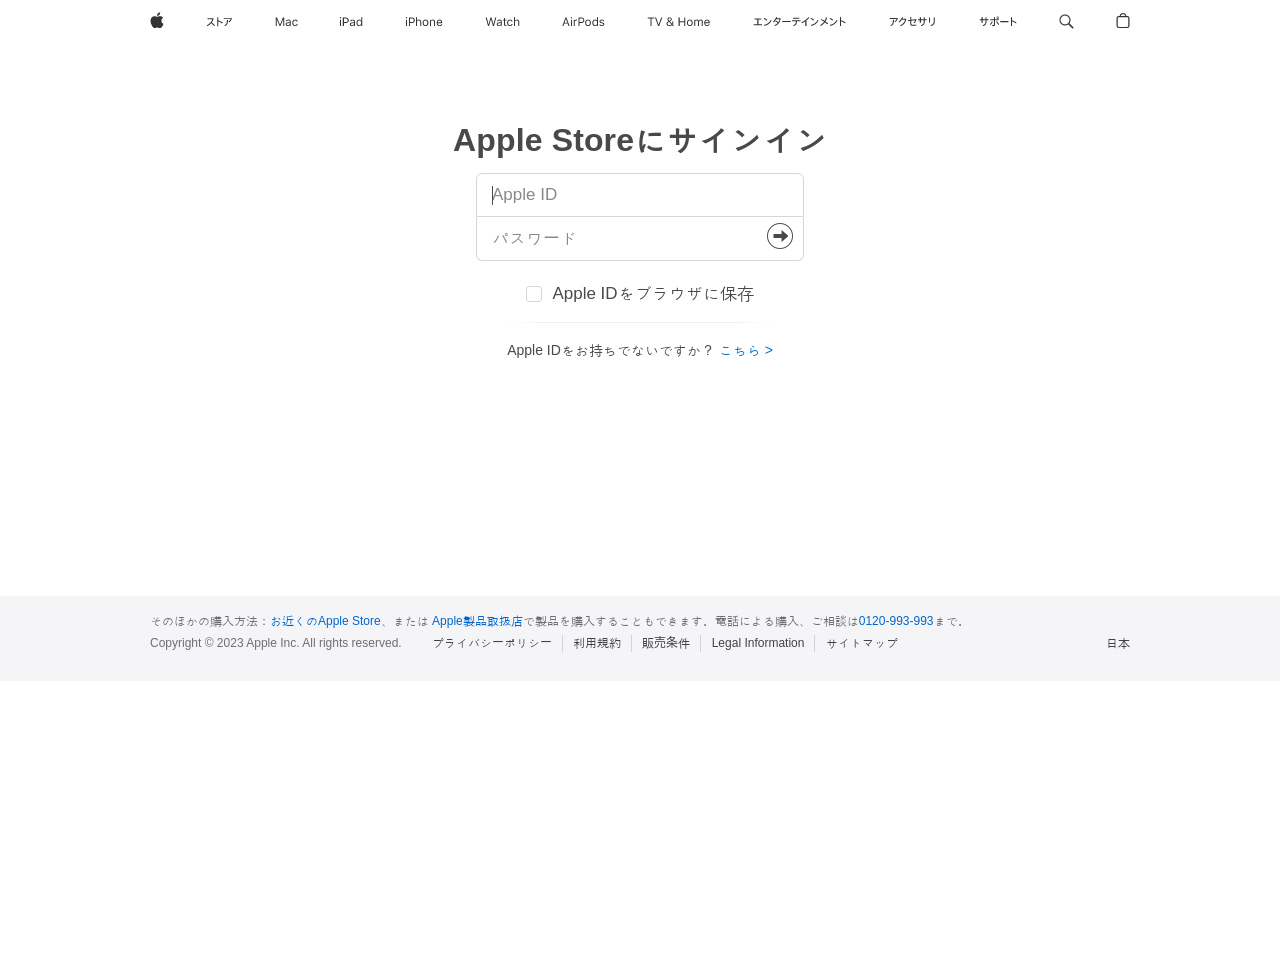 ストア Mac iPad iPhone Watch AirPods TV & Home エンターテインメント アクセサリ サポート
Apple Storeにサインイン
Apple ID
パスワード
Apple IDをブラウザに保存
Apple IDをお持ちでないですか？ こちら >
そのほかの購入方法：お近くのApple Store、または Apple製品取扱店で製品を購入することもできます。電話による購入、ご相談は0120-993-993まで。
Copyright © 2023 Apple Inc. All rights reserved. プライバシーポリシー 利用規約 販売条件 Legal Information サイトマップ 日本